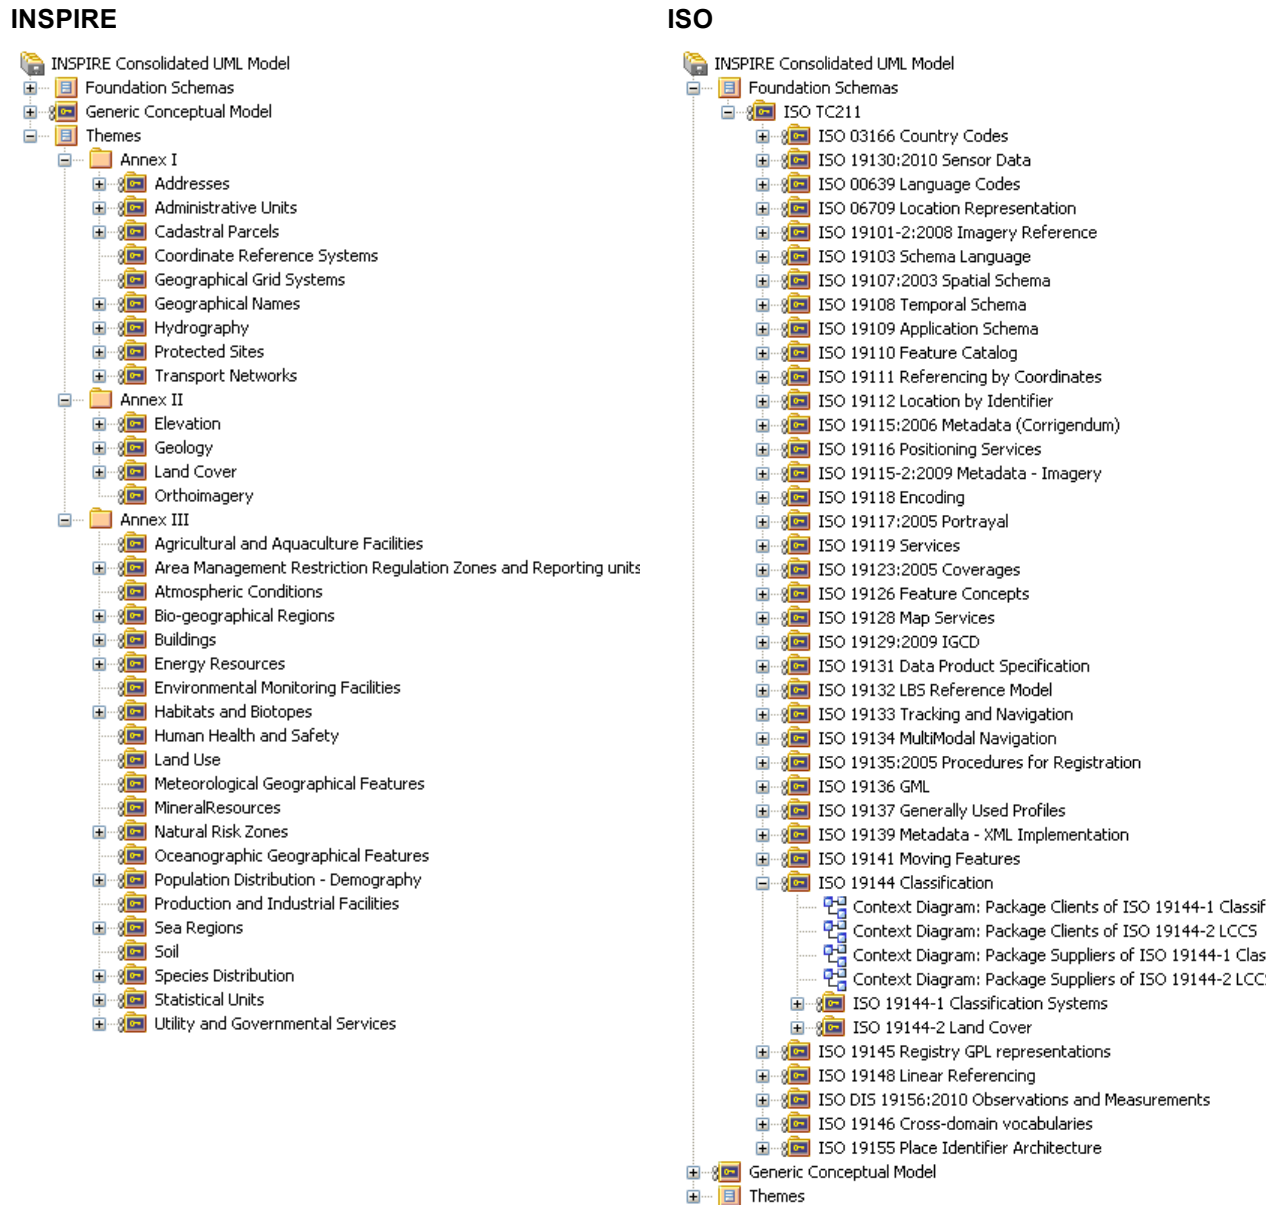 INSPIRE
INSPIRE Consolidated UML Model
Foundation Schemas
Generic Conceptual Model
Themes
Annex I
Addresses
Administrative Units
Cadastral Parcels
Coordinate Reference Systems
Geographical Grid Systems
Geographical Names
Hydrography
Protected Sites
Transport Networks
Annex II
Elevation
Geology
Land Cover
Orthoimagery
Annex III
Agricultural and Aquaculture Facilities
Area Management Restriction Regulation Zones and Reporting units
Atmospheric Conditions
Bio-geographical Regions
Buildings
Energy Resources
Environmental Monitoring Facilities
Habitats and Biotopes
Human Health and Safety
Land Use
Meteorological Geographical Features
MineralResources
Natural Risk Zones
Oceanographic Geographical Features
Population Distribution - Demography
Production and Industrial Facilities
Sea Regions
Soil
Species Distribution
Statistical Units
Utility and Governmental Services
ISO
INSPIRE Consolidated UML Model
Foundation Schemas
ISO TC211
ISO 03166 Country Codes
ISO 19130:2010 Sensor Data
ISO 00639 Language Codes
ISO 06709 Location Representation
ISO 19101-2:2008 Imagery Reference
ISO 19103 Schema Language
ISO 19107:2003 Spatial Schema
ISO 19108 Temporal Schema
ISO 19109 Application Schema
ISO 19110 Feature Catalog
ISO 19111 Referencing by Coordinates
ISO 19112 Location by Identifier
ISO 19115:2006 Metadata (Corrigendum)
ISO 19116 Positioning Services
ISO 19115-2:2009 Metadata - Imagery
ISO 19118 Encoding
ISO 19117:2005 Portrayal
ISO 19119 Services
ISO 19123:2005 Coverages
ISO 19126 Feature Concepts
ISO 19128 Map Services
ISO 19129:2009 IGCD
ISO 19131 Data Product Specification
ISO 19132 LBS Reference Model
ISO 19133 Tracking and Navigation
ISO 19134 MultiModal Navigation
ISO 19135:2005 Procedures for Registration
ISO 19136 GML
ISO 19137 Generally Used Profiles
ISO 19139 Metadata - XML Implementation
ISO 19141 Moving Features
ISO 19144 Classification
Context Diagram: Package Clients of ISO 19144-1 Classif
Context Diagram: Package Clients of ISO 19144-2 LCCS
Context Diagram: Package Suppliers of ISO 19144-1 Clas
Context Diagram: Package Suppliers of ISO 19144-2 LCCS
ISO 19144-1 Classification Systems
ISO 19144-2 Land Cover
ISO 19145 Registry GPL representations
ISO 19148 Linear Referencing
ISO DIS 19156:2010 Observations and Measurements
ISO 19146 Cross-domain vocabularies
ISO 19155 Place Identifier Architecture
Generic Conceptual Model
Themes